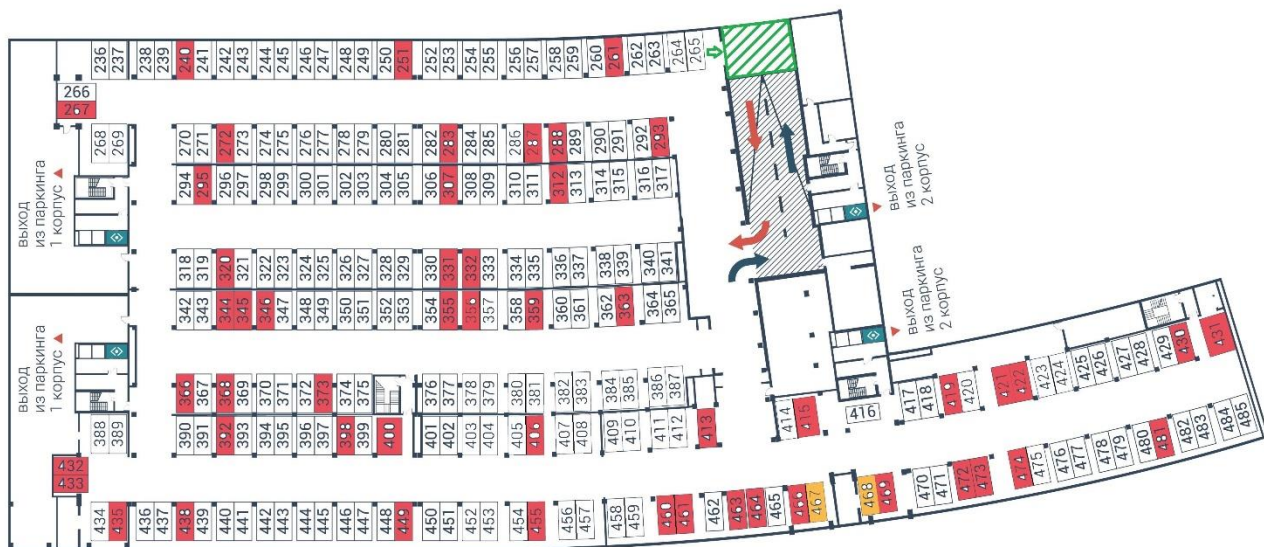 236 237 238 239 240 241 242 243 244 245 246 247 248 249 250 251 252 253 254 255 256 257 258 259 260 261 262 263 264 265
266
267
268 269 270 271 272 273 274 275 276 277 278 279 280 281 282 283 284 285 286 287 288 289 290 291 292 293
294 295 296 297 298 299 300 301 302 303 304 305 306 307 308 309 310 311 312 313 314 315 316 317
выход
из паркинга
1 корпус
выход
из паркинга
2 корпус
318 319 320 321 322 323 324 325 326 327 328 329 330 331 332 333 334 335 336 337 338 339 340 341
342 343 344 345 346 347 348 349 350 351 352 353 354 355 356 357 358 359 360 361 362 363 364 365
выход
из паркинга
2 корпус
выход
из паркинга
1 корпус
366 367 368 369 370 371 372 373 374 375 376 377 378 379 380 381 382 383 384 385 386 387
388 389 390 391 392 393 394 395 396 397 398 399 400 401 402 403 404 405 406 407 408 409 410 411 412 413
414 415 416 417 418 419 420 421 422 423 424 425 426 427 428 429 430 431
432
433
434 435 436 437 438 439 440 441 442 443 444 445 446 447 448 449 450 451 452 453 454 455 456 457 458 459 460 461 462 463 464 465 466 467 468 469 470 471 472 473 474 475 476 477 478 479 480 481 482 483 484 485